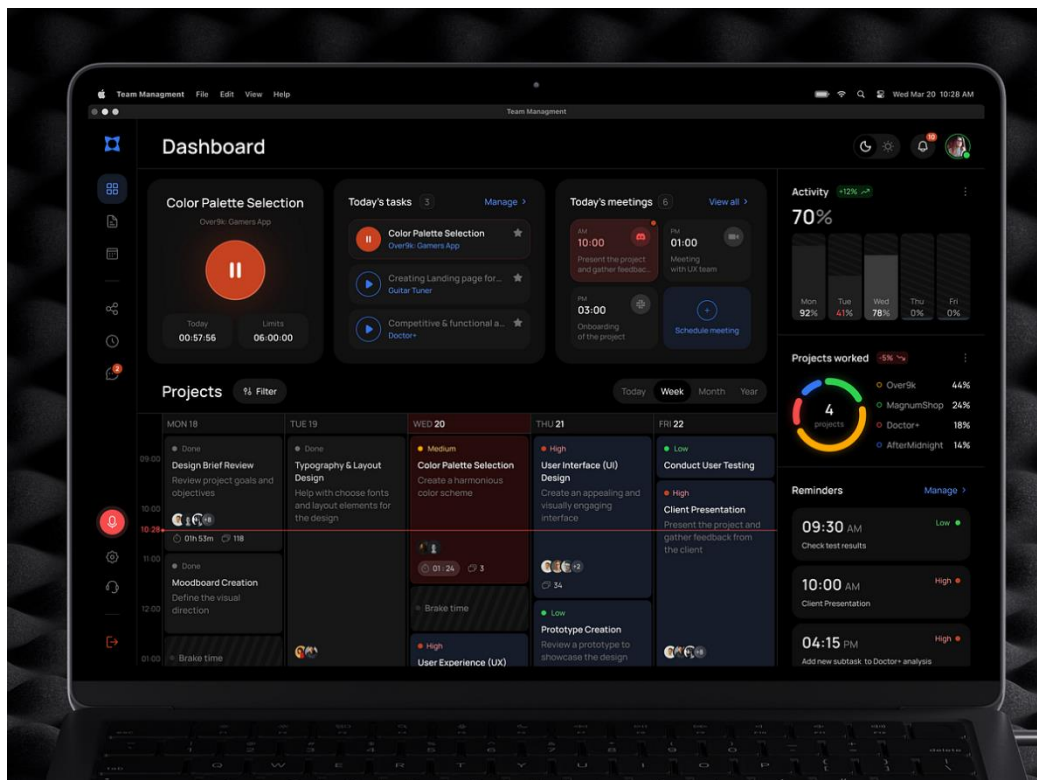 Team Managment File Edit View Help
Wed Mar 20 10:28 AM
Team Managment
Dashboard
10
Color Palette Selection
Over9k: Gamers App
Today
00:57:56
Limits
06:00:00
Today's tasks 3 Manage >
Color Palette Selection
Over9k: Gamers App
Creating Landing page for...
Guitar Tuner
Competitive & functional a...
Doctor+
Today's meetings 6 View all >
AM
10:00
Present the project
and gather feedbac...
PM
01:00
Meeting
with UX team
PM
03:00
Onboarding
of the project
+
Schedule meeting
Activity +12%
70%
Mon
92%
Tue
41%
Wed
78%
Thu
0%
Fri
0%
Projects worked -5%
4
projects
Over9k 44%
MagnumShop 24%
Doctor+ 18%
AfterMidnight 14%
Reminders Manage >
09:30 AM Low
Check test results
10:00 AM High
Client Presentation
04:15 PM High
Add new subtask to Doctor+ analysis
2
Projects Filter
Today Week Month Year
MON 18 TUE 19 WED 20 THU 21 FRI 22
09:00
10:00
10:28
11:00
12:00
01:00
Done
Design Brief Review
Review project goals and
objectives
+8
01h 53m 118
Done
Moodboard Creation
Define the visual
direction
Brake time
Done
Typography & Layout
Design
Help with choose fonts
and layout elements for
the design
Medium
Color Palette Selection
Create a harmonious
color scheme
01:24 3
Brake time
High
User Experience (UX)
High
User Interface (UI)
Design
Create an appealing and
visually engaging
interface
+2
34
Low
Prototype Creation
Review a prototype to
showcase the design
Low
Conduct User Testing
High
Client Presentation
Present the project and
gather feedback from
the client
+8
delete
tab
Q W E R T Y U I O P